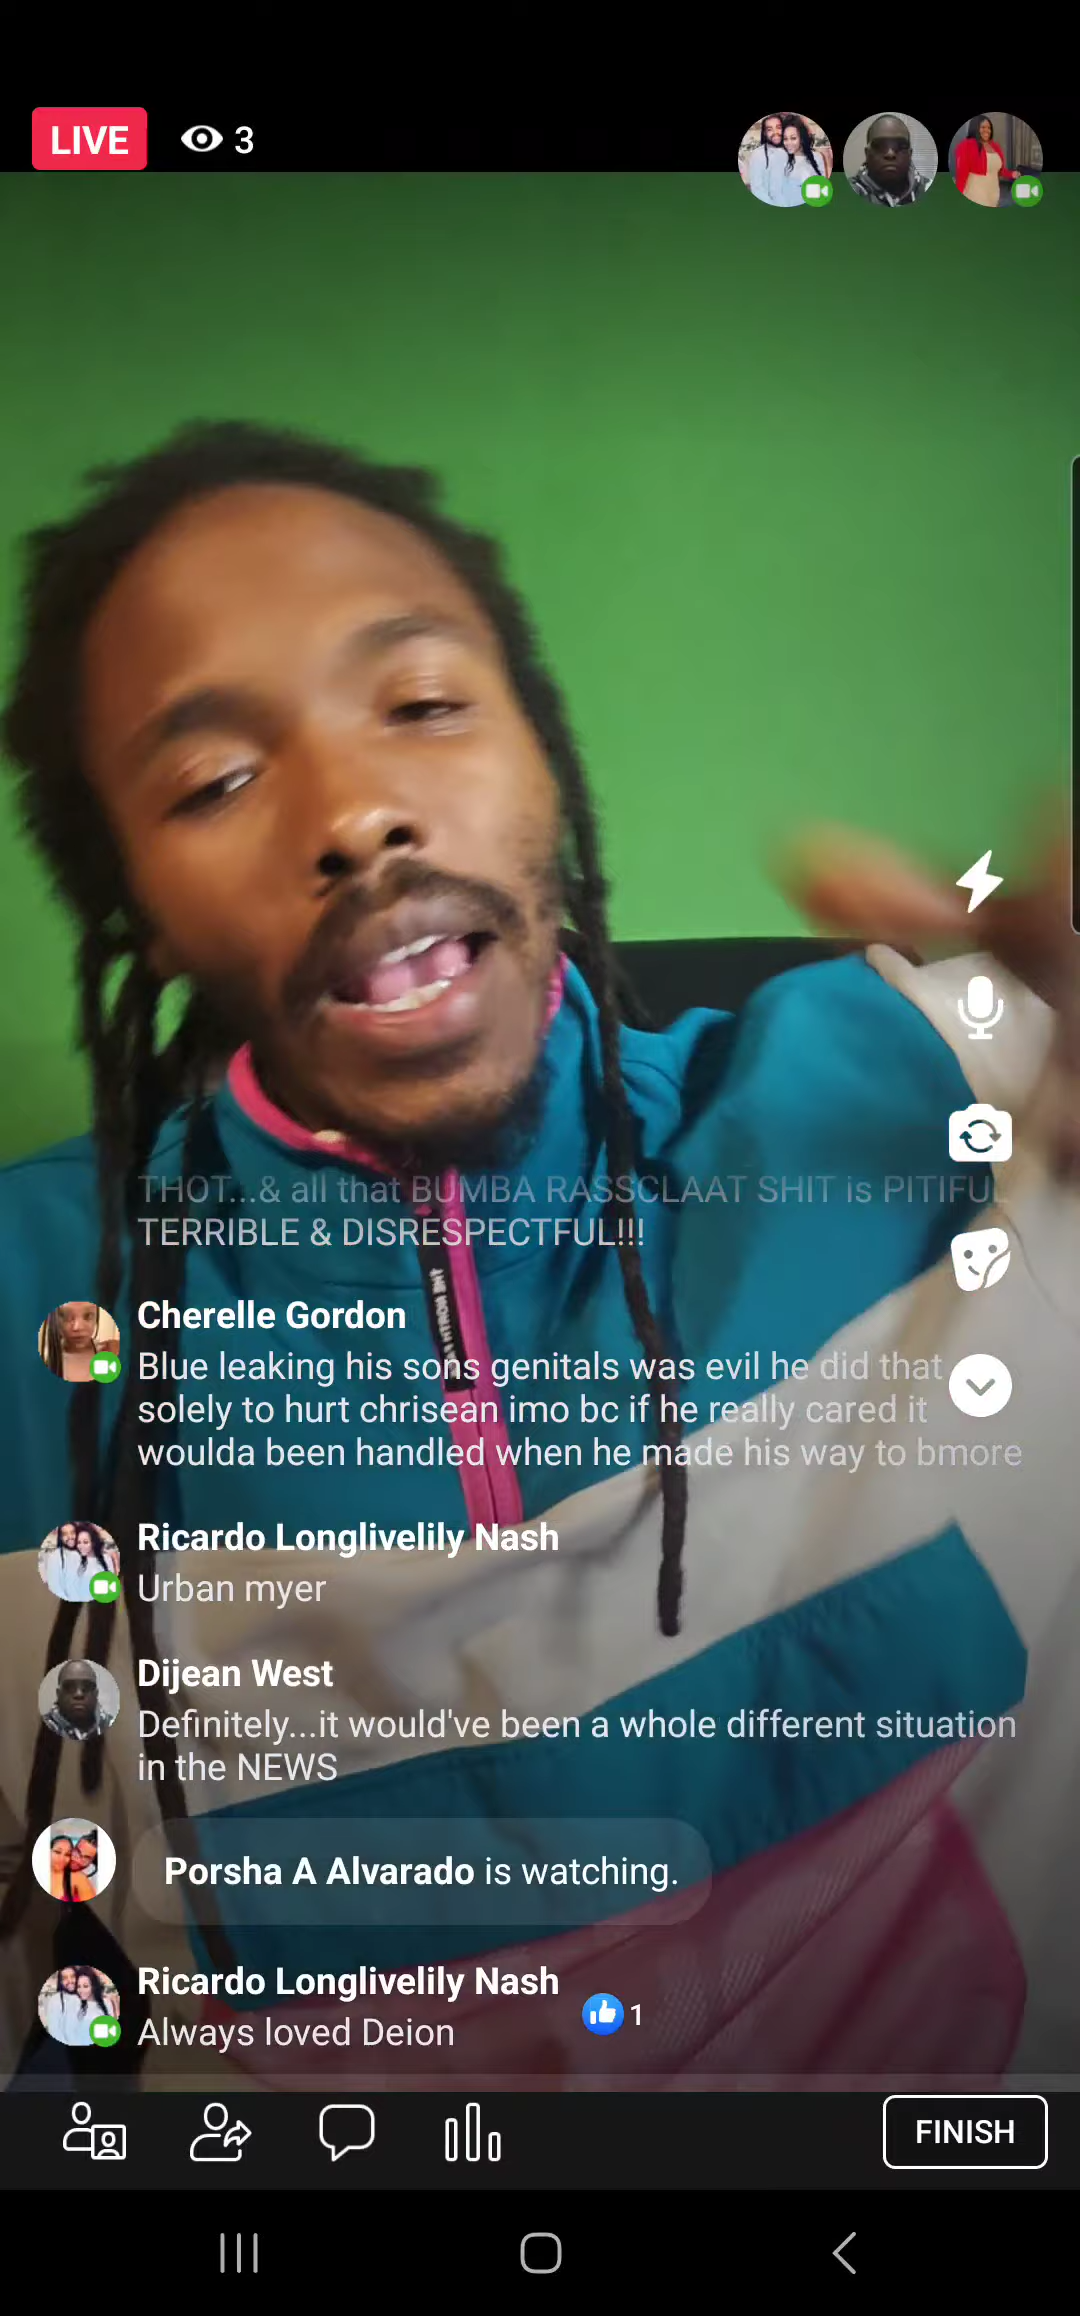 LIVE
3
THOT...& all that BUMBA RASSCLAAT SHIT is PITIFUL
TERRIBLE & DISRESPECTFUL!!!
Cherelle Gordon
Blue leaking his sons genitals was evil he did that
solely to hurt chrisean imo bc if he really cared it
woulda been handled when he made his way to bmore
Ricardo Longlivelily Nash
Urban myer
Dijean West
Definitely...it would've been a whole different situation
in the NEWS
Porsha A Alvarado is watching.
Ricardo Longlivelily Nash
Always loved Deion
1
FINISH